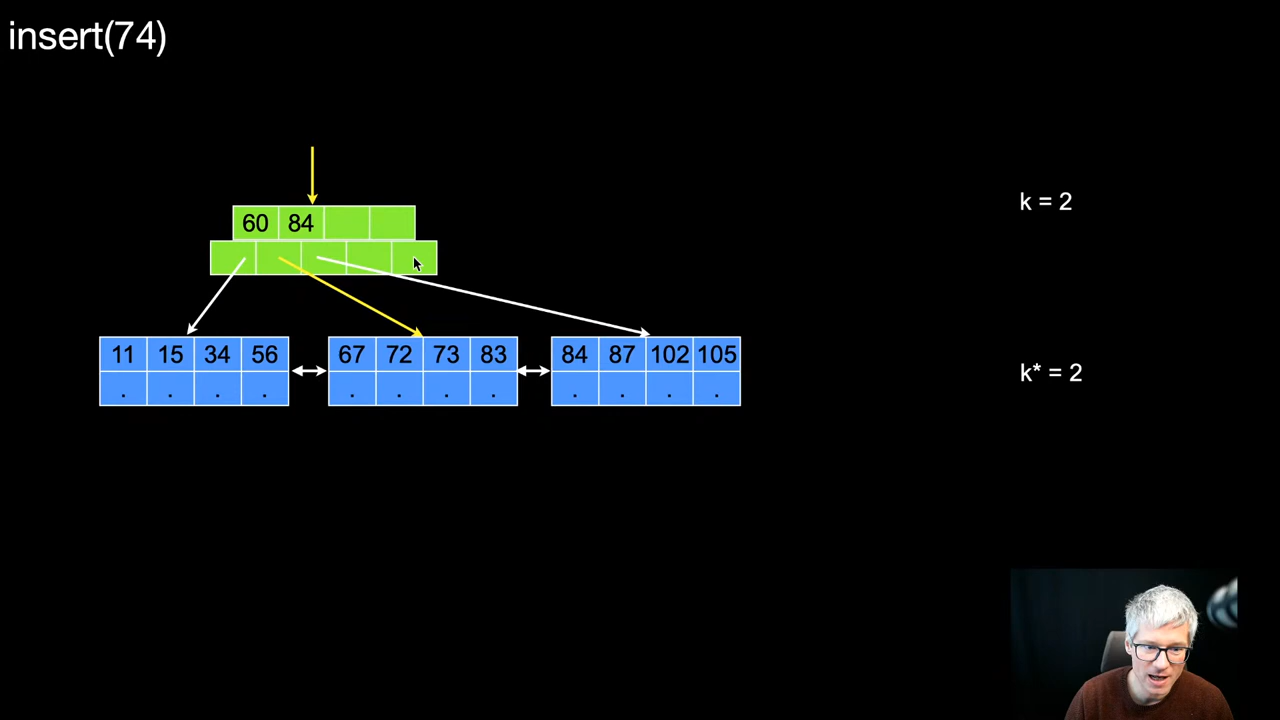 insert(74)
60 84
k = 2
11 15 34 56
67 72 73 83
84 87 102 105
. . . .
. . . .
. . . .
k* = 2